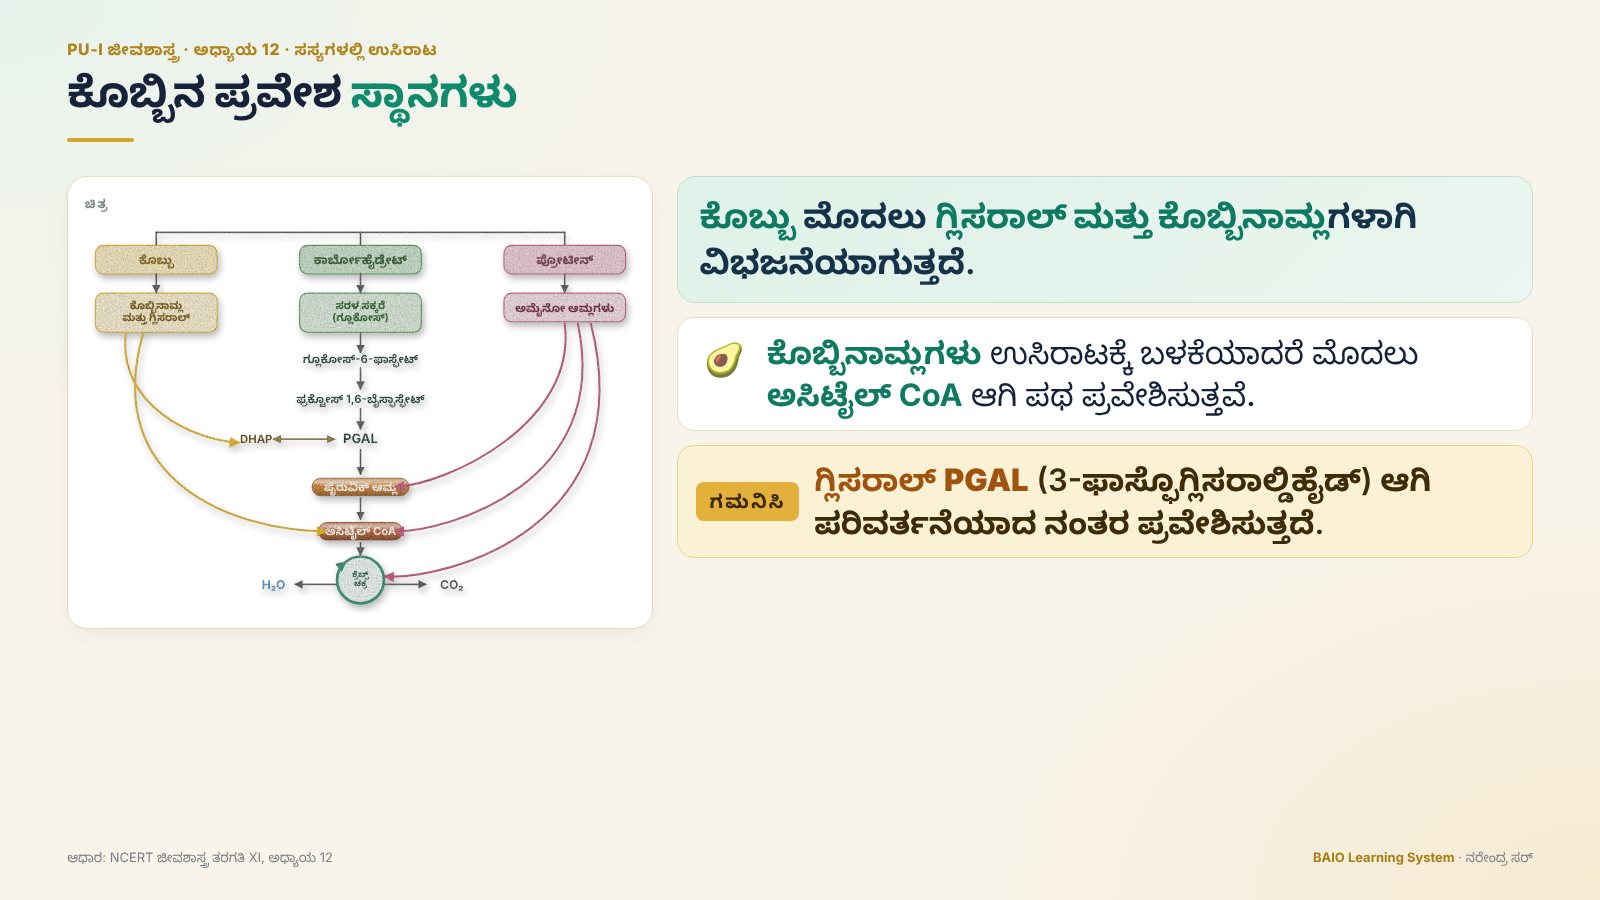 PU-I ಜೀವಶಾಸ್ತ್ರ · ಅಧ್ಯಾಯ 12 · ಸಸ್ಯಗಳಲ್ಲಿ ಉಸಿರಾಟ
ಕೊಬ್ಬಿನ ಪ್ರವೇಶ ಸ್ಥಾನಗಳು
ಚಿತ್ರ
ಕೊಬ್ಬು
ಕಾರ್ಬೋಹೈಡ್ರೇಟ್
ಪ್ರೋಟೀನ್
ಕೊಬ್ಬಿನಾಮ್ಲ
ಮತ್ತು ಗ್ಲಿಸರಾಲ್
ಸರಳ ಸಕ್ಕರೆ
(ಗ್ಲೂಕೋಸ್)
ಅಮೈನೋ ಆಮ್ಲಗಳು
ಗ್ಲೂಕೋಸ್-6-ಫಾಸ್ಫೇಟ್
ಫ್ರಕ್ಟೋಸ್ 1,6-ಬೈಸ್ಫಾಸ್ಫೇಟ್
DHAP
PGAL
ಪೈರುವಿಕ್ ಆಮ್ಲ
ಅಸಿಟೈಲ್ CoA
ಕ್ರೆಬ್ಸ್
ಚಕ್ರ
H₂O
CO₂
ಕೊಬ್ಬು ಮೊದಲು ಗ್ಲಿಸರಾಲ್ ಮತ್ತು ಕೊಬ್ಬಿನಾಮ್ಲಗಳಾಗಿ
ವಿಭಜನೆಯಾಗುತ್ತದೆ.
ಕೊಬ್ಬಿನಾಮ್ಲಗಳು ಉಸಿರಾಟಕ್ಕೆ ಬಳಕೆಯಾದರೆ ಮೊದಲು
ಅಸಿಟೈಲ್ CoA ಆಗಿ ಪಥ ಪ್ರವೇಶಿಸುತ್ತವೆ.
ಗಮನಿಸಿ
ಗ್ಲಿಸರಾಲ್ PGAL (3-ಫಾಸ್ಫೊಗ್ಲಿಸರಾಲ್ಡಿಹೈಡ್) ಆಗಿ
ಪರಿವರ್ತನೆಯಾದ ನಂತರ ಪ್ರವೇಶಿಸುತ್ತದೆ.
ಆಧಾರ: NCERT ಜೀವಶಾಸ್ತ್ರ ತರಗತಿ XI, ಅಧ್ಯಾಯ 12
BAIO Learning System · ನರೇಂದ್ರ ಸರ್